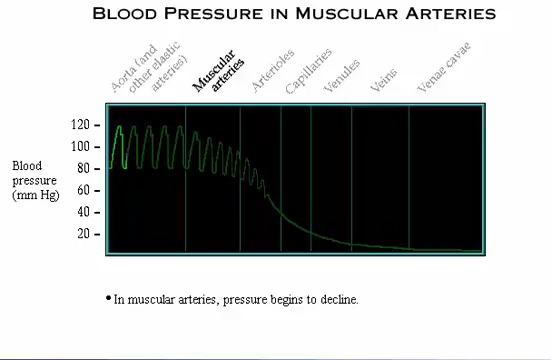 BLOOD PRESSURE IN MUSCULAR ARTERIES
Aorta (and
other elastic
arteries)
Muscular
arteries
Arterioles
Capillaries
Venules
Veins
Venae cavae
120
100
80
60
40
20
Blood
pressure
(mm Hg)
• In muscular arteries, pressure begins to decline.